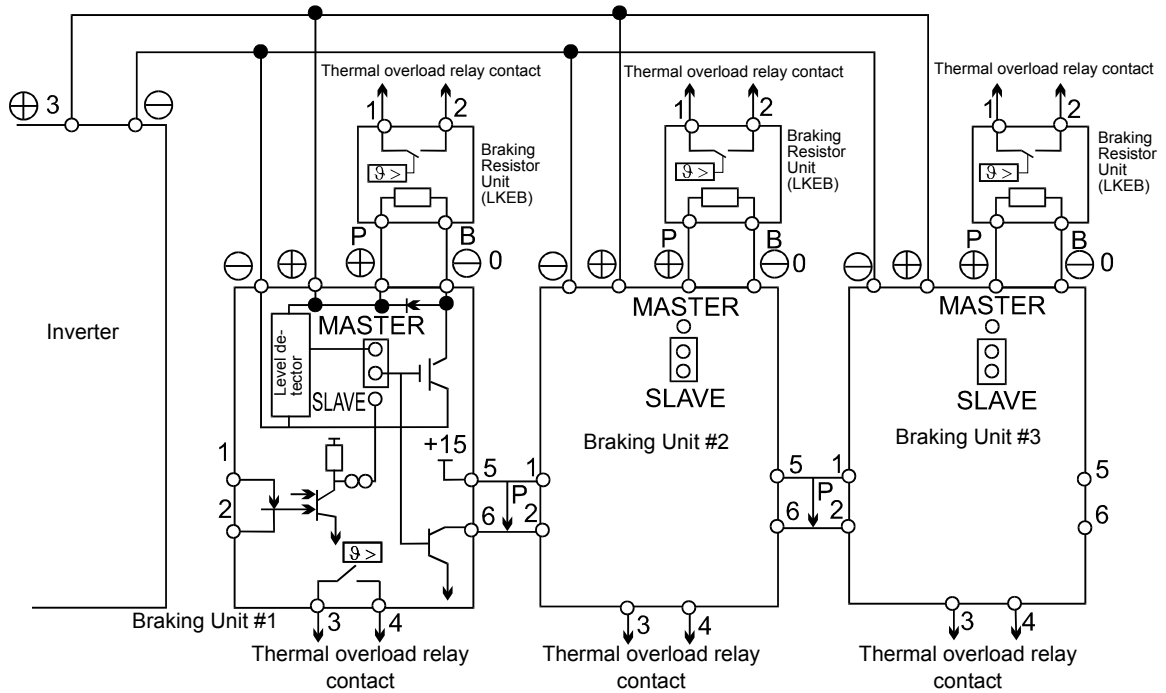 Thermal overload relay contact
Thermal overload relay contact
Thermal overload relay contact
⊕ 3 ⊖
1 2
1 2
1 2
Braking
Resistor
Unit
(LKEB)
Braking
Resistor
Unit
(LKEB)
Braking
Resistor
Unit
(LKEB)
ϑ >
ϑ >
ϑ >
P B
P B
P B
⊖ ⊕ ⊕ ⊖ 0
⊖ ⊕ ⊕ ⊖ 0
⊖ ⊕ ⊕ ⊖ 0
Inverter
Level de-
tector
MASTER
SLAVE
MASTER
SLAVE
MASTER
SLAVE
Braking Unit #2
Braking Unit #3
+15
1
2
5
6
P
1
2
5
6
P
1
2
5
6
ϑ >
Braking Unit #1
3 4
3 4
3 4
Thermal overload relay
contact
Thermal overload relay
contact
Thermal overload relay
contact